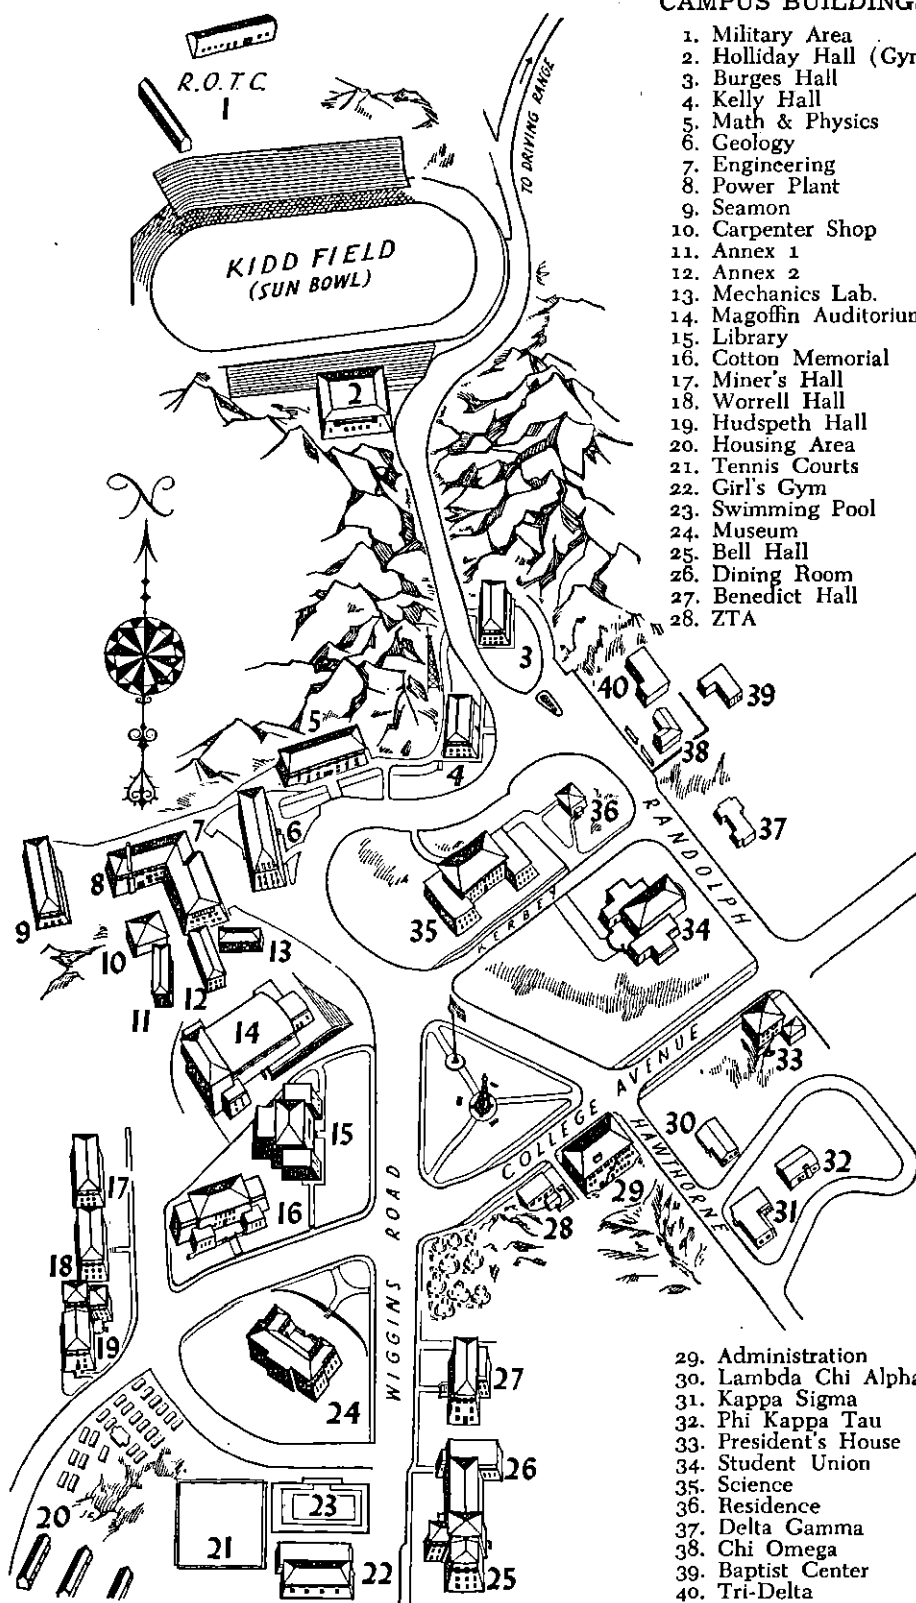 CAMPUS BUILDINGS
1. Military Area
2. Holliday Hall (Gym
3. Burges Hall
4. Kelly Hall
5. Math & Physics
6. Geology
7. Engineering
8. Power Plant
9. Seamon
10. Carpenter Shop
11. Annex 1
12. Annex 2
13. Mechanics Lab.
14. Magoffin Auditorium
15. Library
16. Cotton Memorial
17. Miner's Hall
18. Worrell Hall
19. Hudspeth Hall
20. Housing Area
21. Tennis Courts
22. Girl's Gym
23. Swimming Pool
24. Museum
25. Bell Hall
26. Dining Room
27. Benedict Hall
28. ZTA
R.O.T.C.
1
TO DRIVING RANGE
KIDD FIELD
(SUN BOWL)
2
N
3
40
39
38
5
4
36
37
RANDOLPH
7
6
8
9
35
KERBEY
34
10
13
12
11
14
33
COLLEGE AVENUE
15
30
HAWTHORNE
32
17
16
WIGGINS ROAD
29
28
31
18
19
27
24
26
20
23
21
22
25
29. Administration
30. Lambda Chi Alpha
31. Kappa Sigma
32. Phi Kappa Tau
33. President's House
34. Student Union
35. Science
36. Residence
37. Delta Gamma
38. Chi Omega
39. Baptist Center
40. Tri-Delta